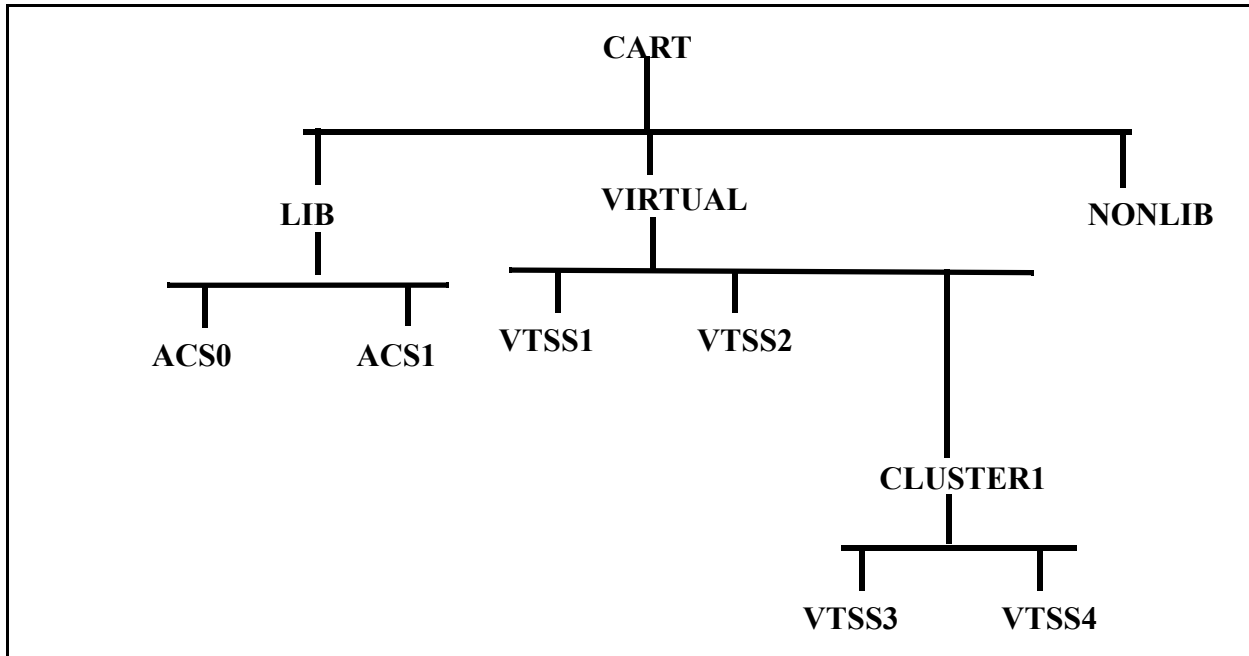 CART
LIB
VIRTUAL
NONLIB
ACS0
ACS1
VTSS1
VTSS2
CLUSTER1
VTSS3
VTSS4